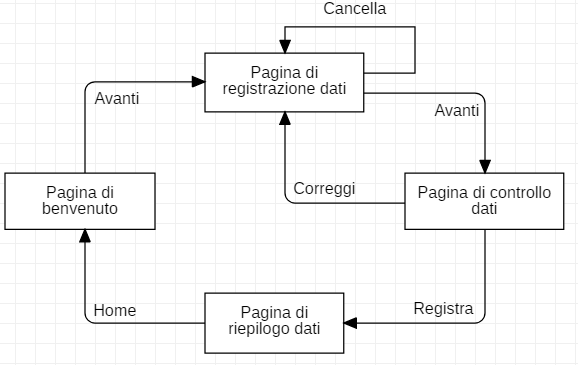 Cancella
Pagina di
registrazione dati
Avanti
Avanti
Pagina di
benvenuto
Correggi
Pagina di controllo
dati
Home
Pagina di
riepilogo dati
Registra